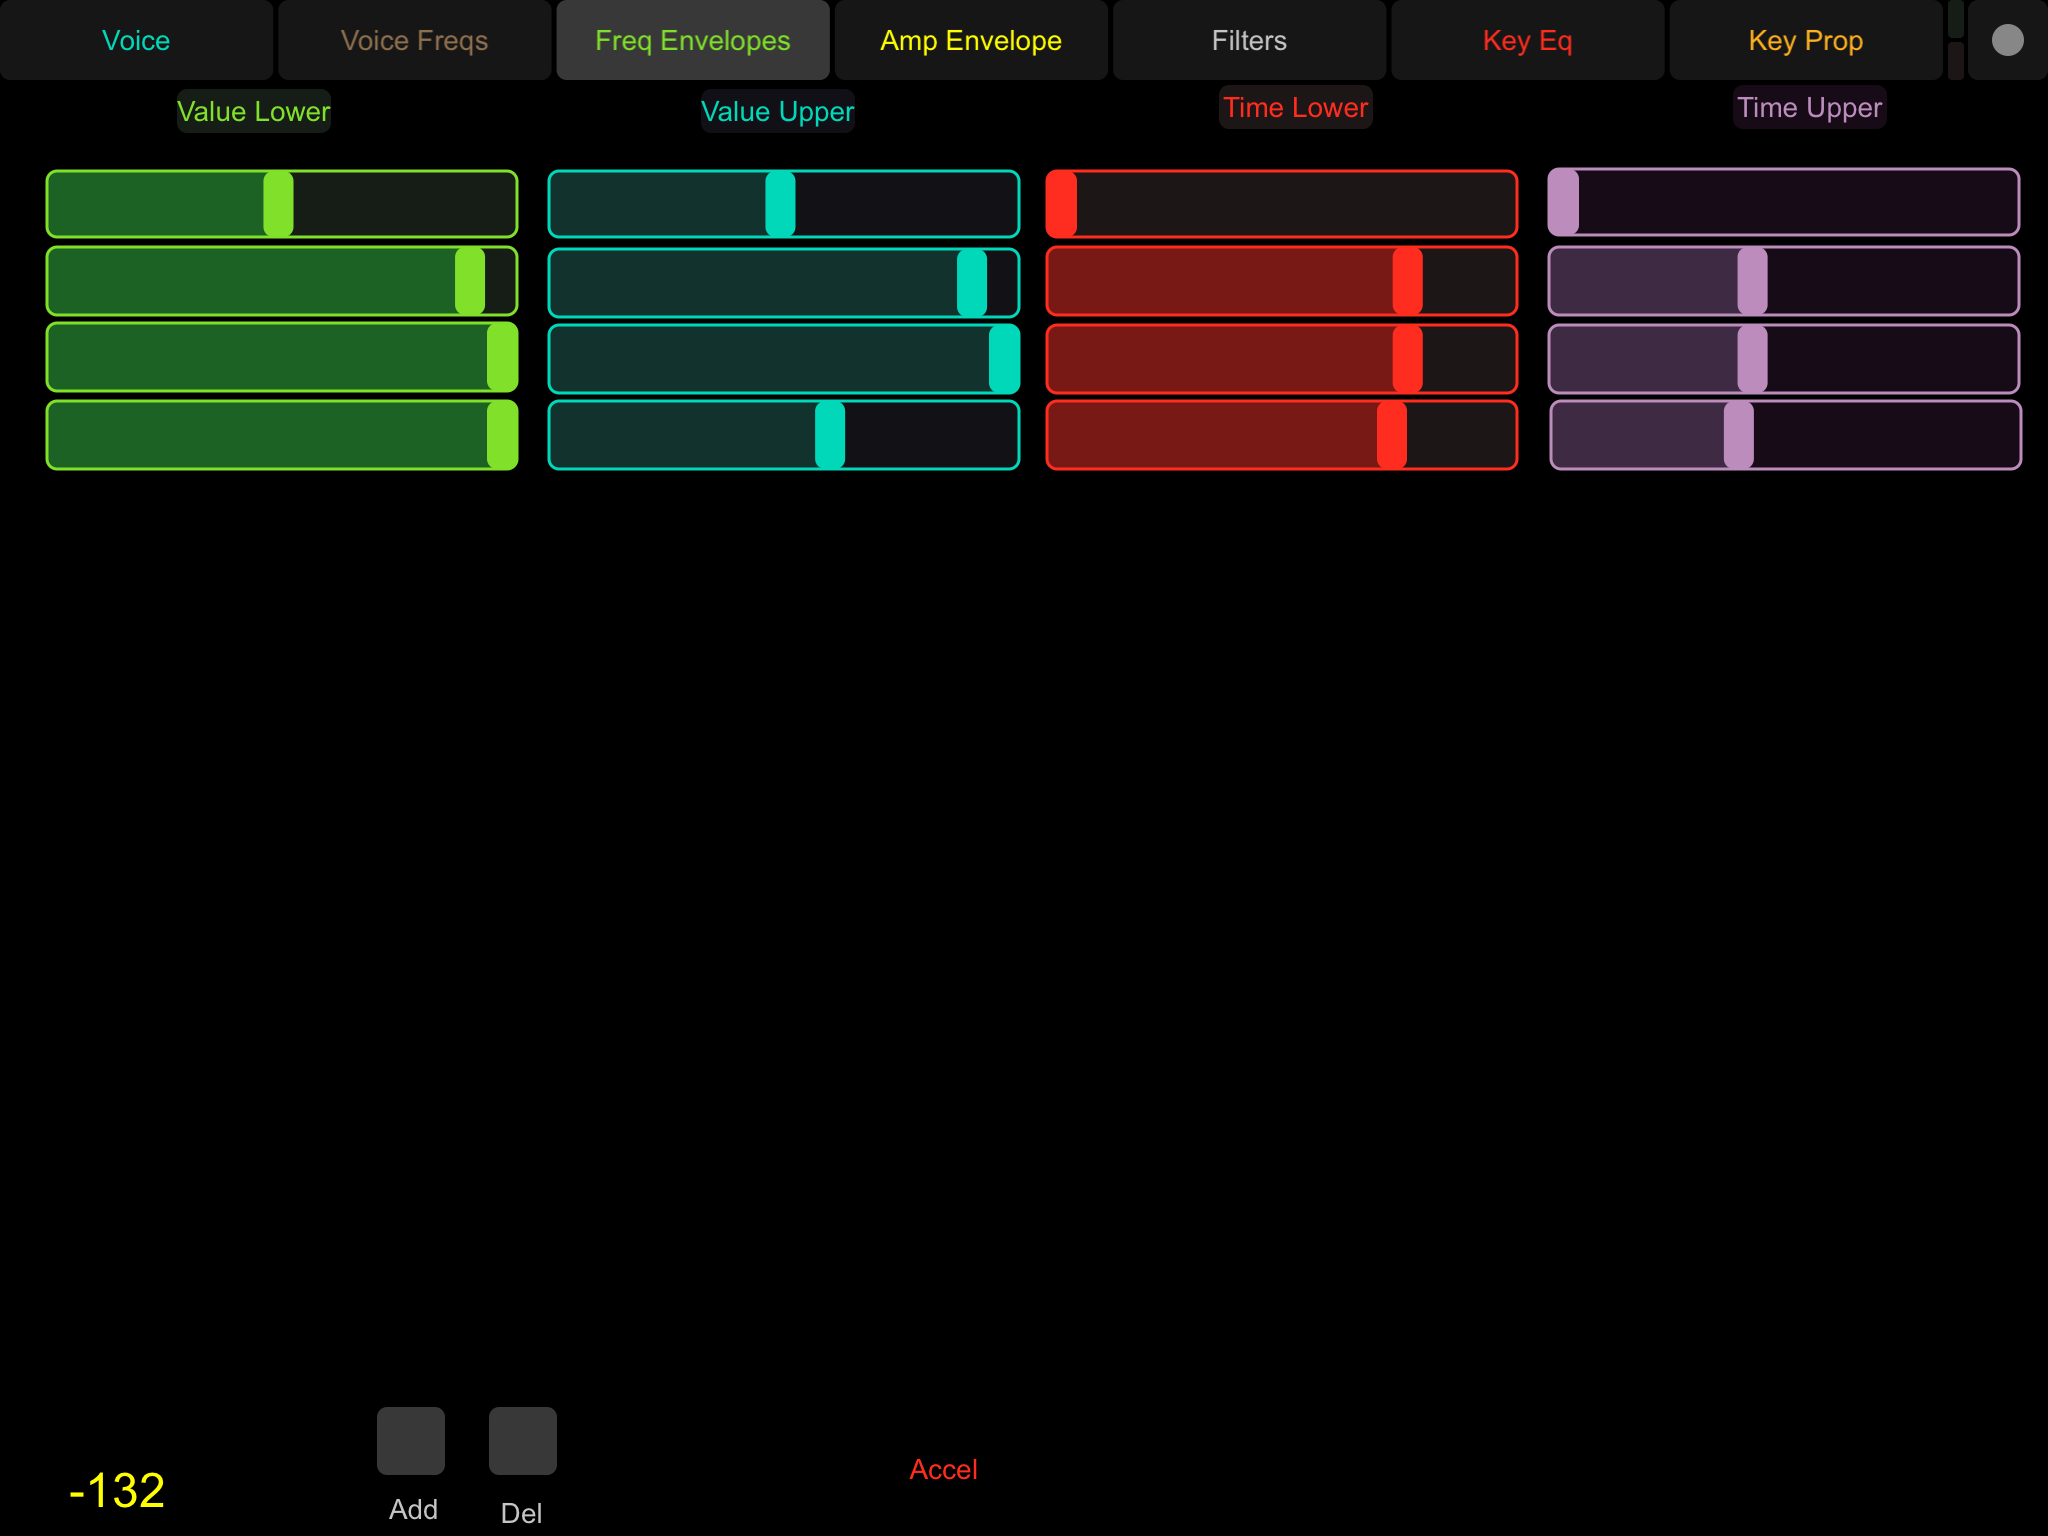 Voice
Voice Freqs
Freq Envelopes
Amp Envelope
Filters
Key Eq
Key Prop
Value Lower
Value Upper
Time Lower
Time Upper
-132
Add
Del
Accel